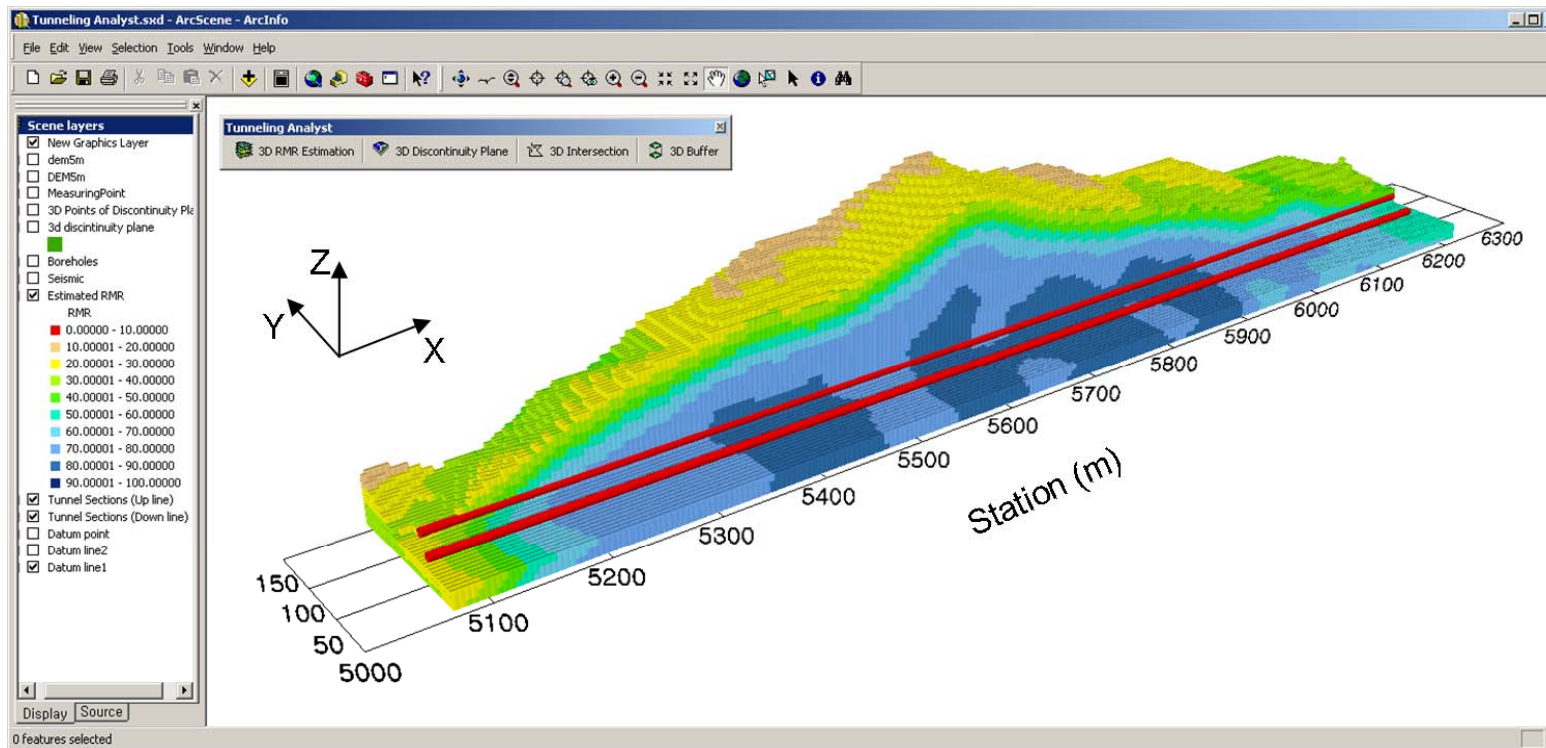 Tunneling Analyst.sxd - ArcScene - ArcInfo
File Edit View Selection Tools Window Help
Scene layers
New Graphics Layer
dem5m
DEM5m
MeasuringPoint
3D Points of Discontinuity Pla
3d discintinuity plane
Boreholes
Seismic
Estimated RMR
RMR
0.00000 - 10.00000
10.00001 - 20.00000
20.00001 - 30.00000
30.00001 - 40.00000
40.00001 - 50.00000
50.00001 - 60.00000
60.00001 - 70.00000
70.00001 - 80.00000
80.00001 - 90.00000
90.00001 - 100.00000
Tunnel Sections (Up line)
Tunnel Sections (Down line)
Datum point
Datum line2
Datum line1
Display Source
0 features selected
Tunneling Analyst
3D RMR Estimation 3D Discontinuity Plane 3D Intersection 3D Buffer
Z
Y
X
150
100
50
5000
5100
5200
5300
5400
5500
5600
5700
5800
5900
6000
6100
6200
6300
Station (m)